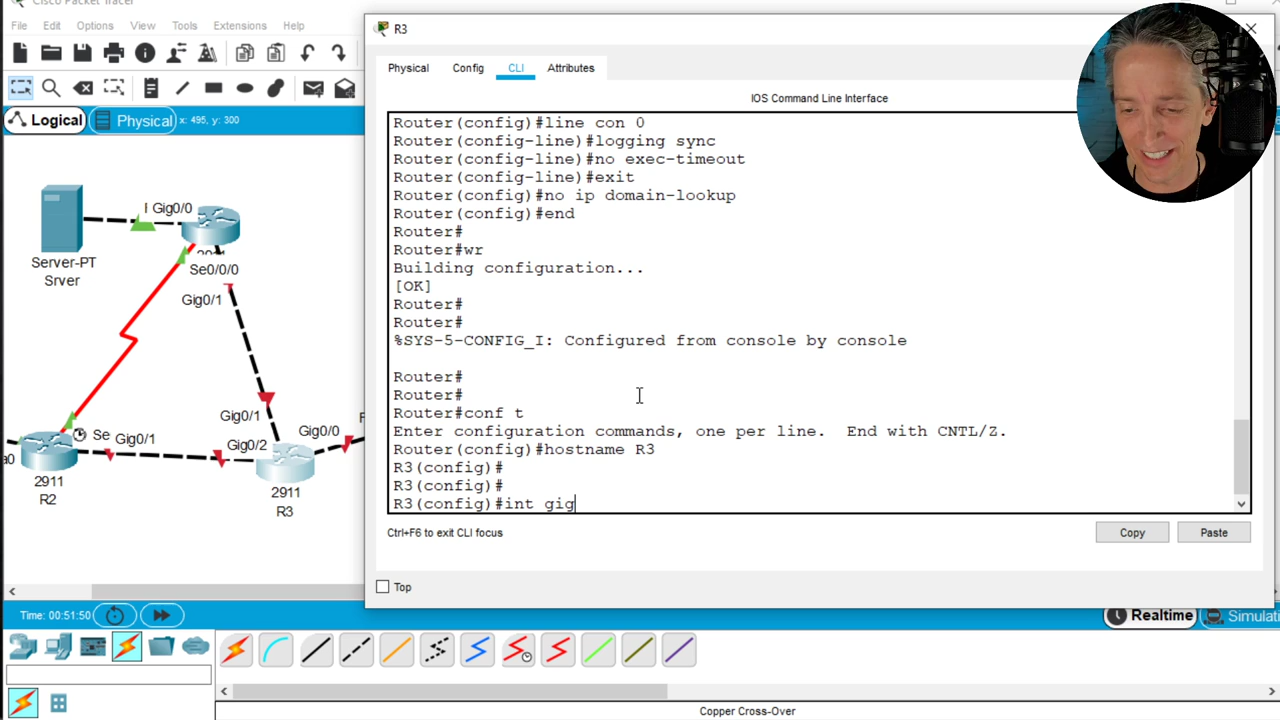 Cisco Packet Tracer
File Edit Options View Tools Extensions Help
Logical Physical x: 495, y: 300
Gig0/0
Server-PT
Srver
Se0/0/0
Gig0/1
Gig0/1
Gig0/0
Se Gig0/1
Gig0/2
a0
2911
R2
2911
R3
R3
Physical Config CLI Attributes
IOS Command Line Interface
Router(config)#line con 0
Router(config-line)#logging sync
Router(config-line)#no exec-timeout
Router(config-line)#exit
Router(config)#no ip domain-lookup
Router(config)#end
Router#
Router#wr
Building configuration...
[OK]
Router#
Router#
%SYS-5-CONFIG_I: Configured from console by console
Router#
Router#
Router#conf t
Enter configuration commands, one per line.  End with CNTL/Z.
Router(config)#hostname R3
R3(config)#
R3(config)#
R3(config)#int gig
Ctrl+F6 to exit CLI focus
Copy Paste
Top
Time: 00:51:50
Realtime Simulati
Copper Cross-Over